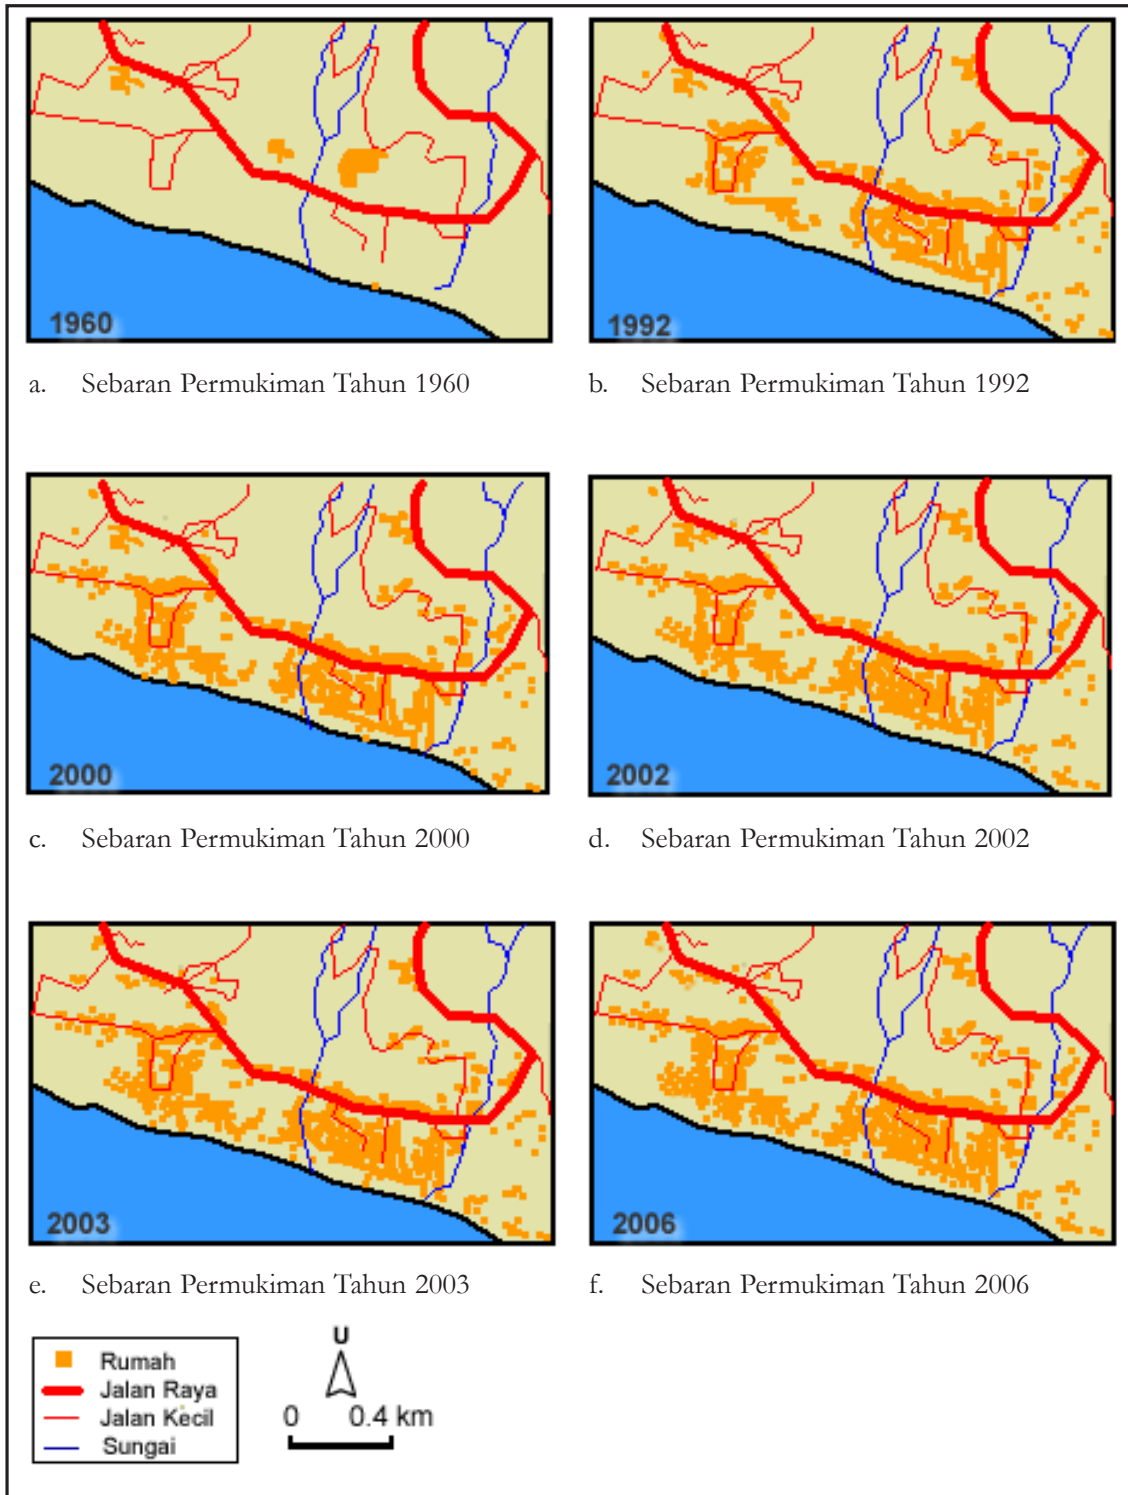 1960
1992
a. Sebaran Permukiman Tahun 1960
b. Sebaran Permukiman Tahun 1992
2000
2002
c. Sebaran Permukiman Tahun 2000
d. Sebaran Permukiman Tahun 2002
2003
2006
e. Sebaran Permukiman Tahun 2003
f. Sebaran Permukiman Tahun 2006
Rumah
Jalan Raya
Jalan Kecil
Sungai
U
0 0.4 km